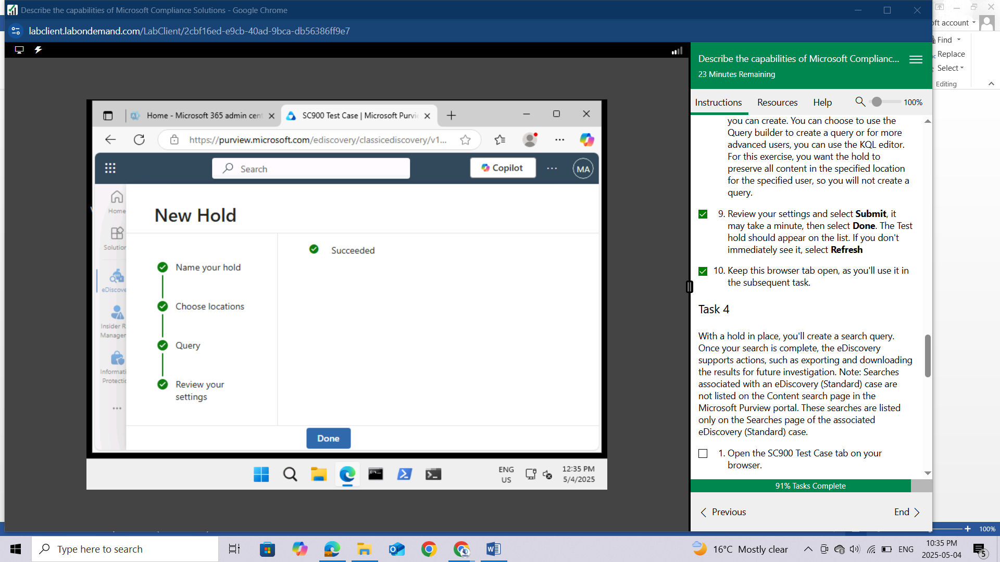 Describe the capabilities of Microsoft Compliance Solutions - Google Chrome
labclient.labondemand.com/LabClient/2cbf16ed-e9cb-40ad-9bca-db56386ff9e7
Home - Microsoft 365 admin cent
SC900 Test Case | Microsoft Purvi
https://purview.microsoft.com/ediscovery/classicediscovery/v1...
Search
Copilot
MA
Home
Solution
eDiscove
Insider R
Manager
Informati
Protectio
New Hold
Name your hold
Choose locations
Query
Review your
settings
Succeeded
Done
ENG
US
12:35 PM
5/4/2025
Describe the capabilities of Microsoft Complianc...
23 Minutes Remaining
Instructions
Resources
Help
100%
you can create. You can choose to use the
Query builder to create a query or for more
advanced users, you can use the KQL editor.
For this exercise, you want the hold to
preserve all content in the specified location
for the specified user, so you will not create a
query.
9. Review your settings and select Submit, it
may take a minute, then select Done. The Test
hold should appear on the list. If you don't
immediately see it, select Refresh
10. Keep this browser tab open, as you'll use it in
the subsequent task.
Task 4
With a hold in place, you'll create a search query.
Once your search is complete, the eDiscovery
supports actions, such as exporting and downloading
the results for future investigation. Note: Searches
associated with an eDiscovery (Standard) case are
not listed on the Content search page in the
Microsoft Purview portal. These searches are listed
only on the Searches page of the associated
eDiscovery (Standard) case.
1. Open the SC900 Test Case tab on your
browser.
91% Tasks Complete
Previous
End
ft account
Find
Replace
Select
Editing
100%
Type here to search
16°C Mostly clear
ENG
10:35 PM
2025-05-04
5